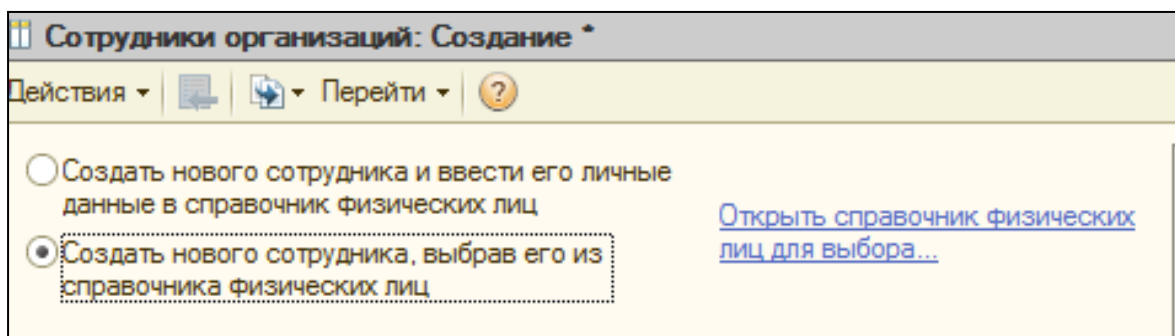 Сотрудники организаций: Создание *
Действия Перейти ?
Создать нового сотрудника и ввести его личные
данные в справочник физических лиц
Открыть справочник физических
лиц для выбора...
Создать нового сотрудника, выбрав его из
справочника физических лиц